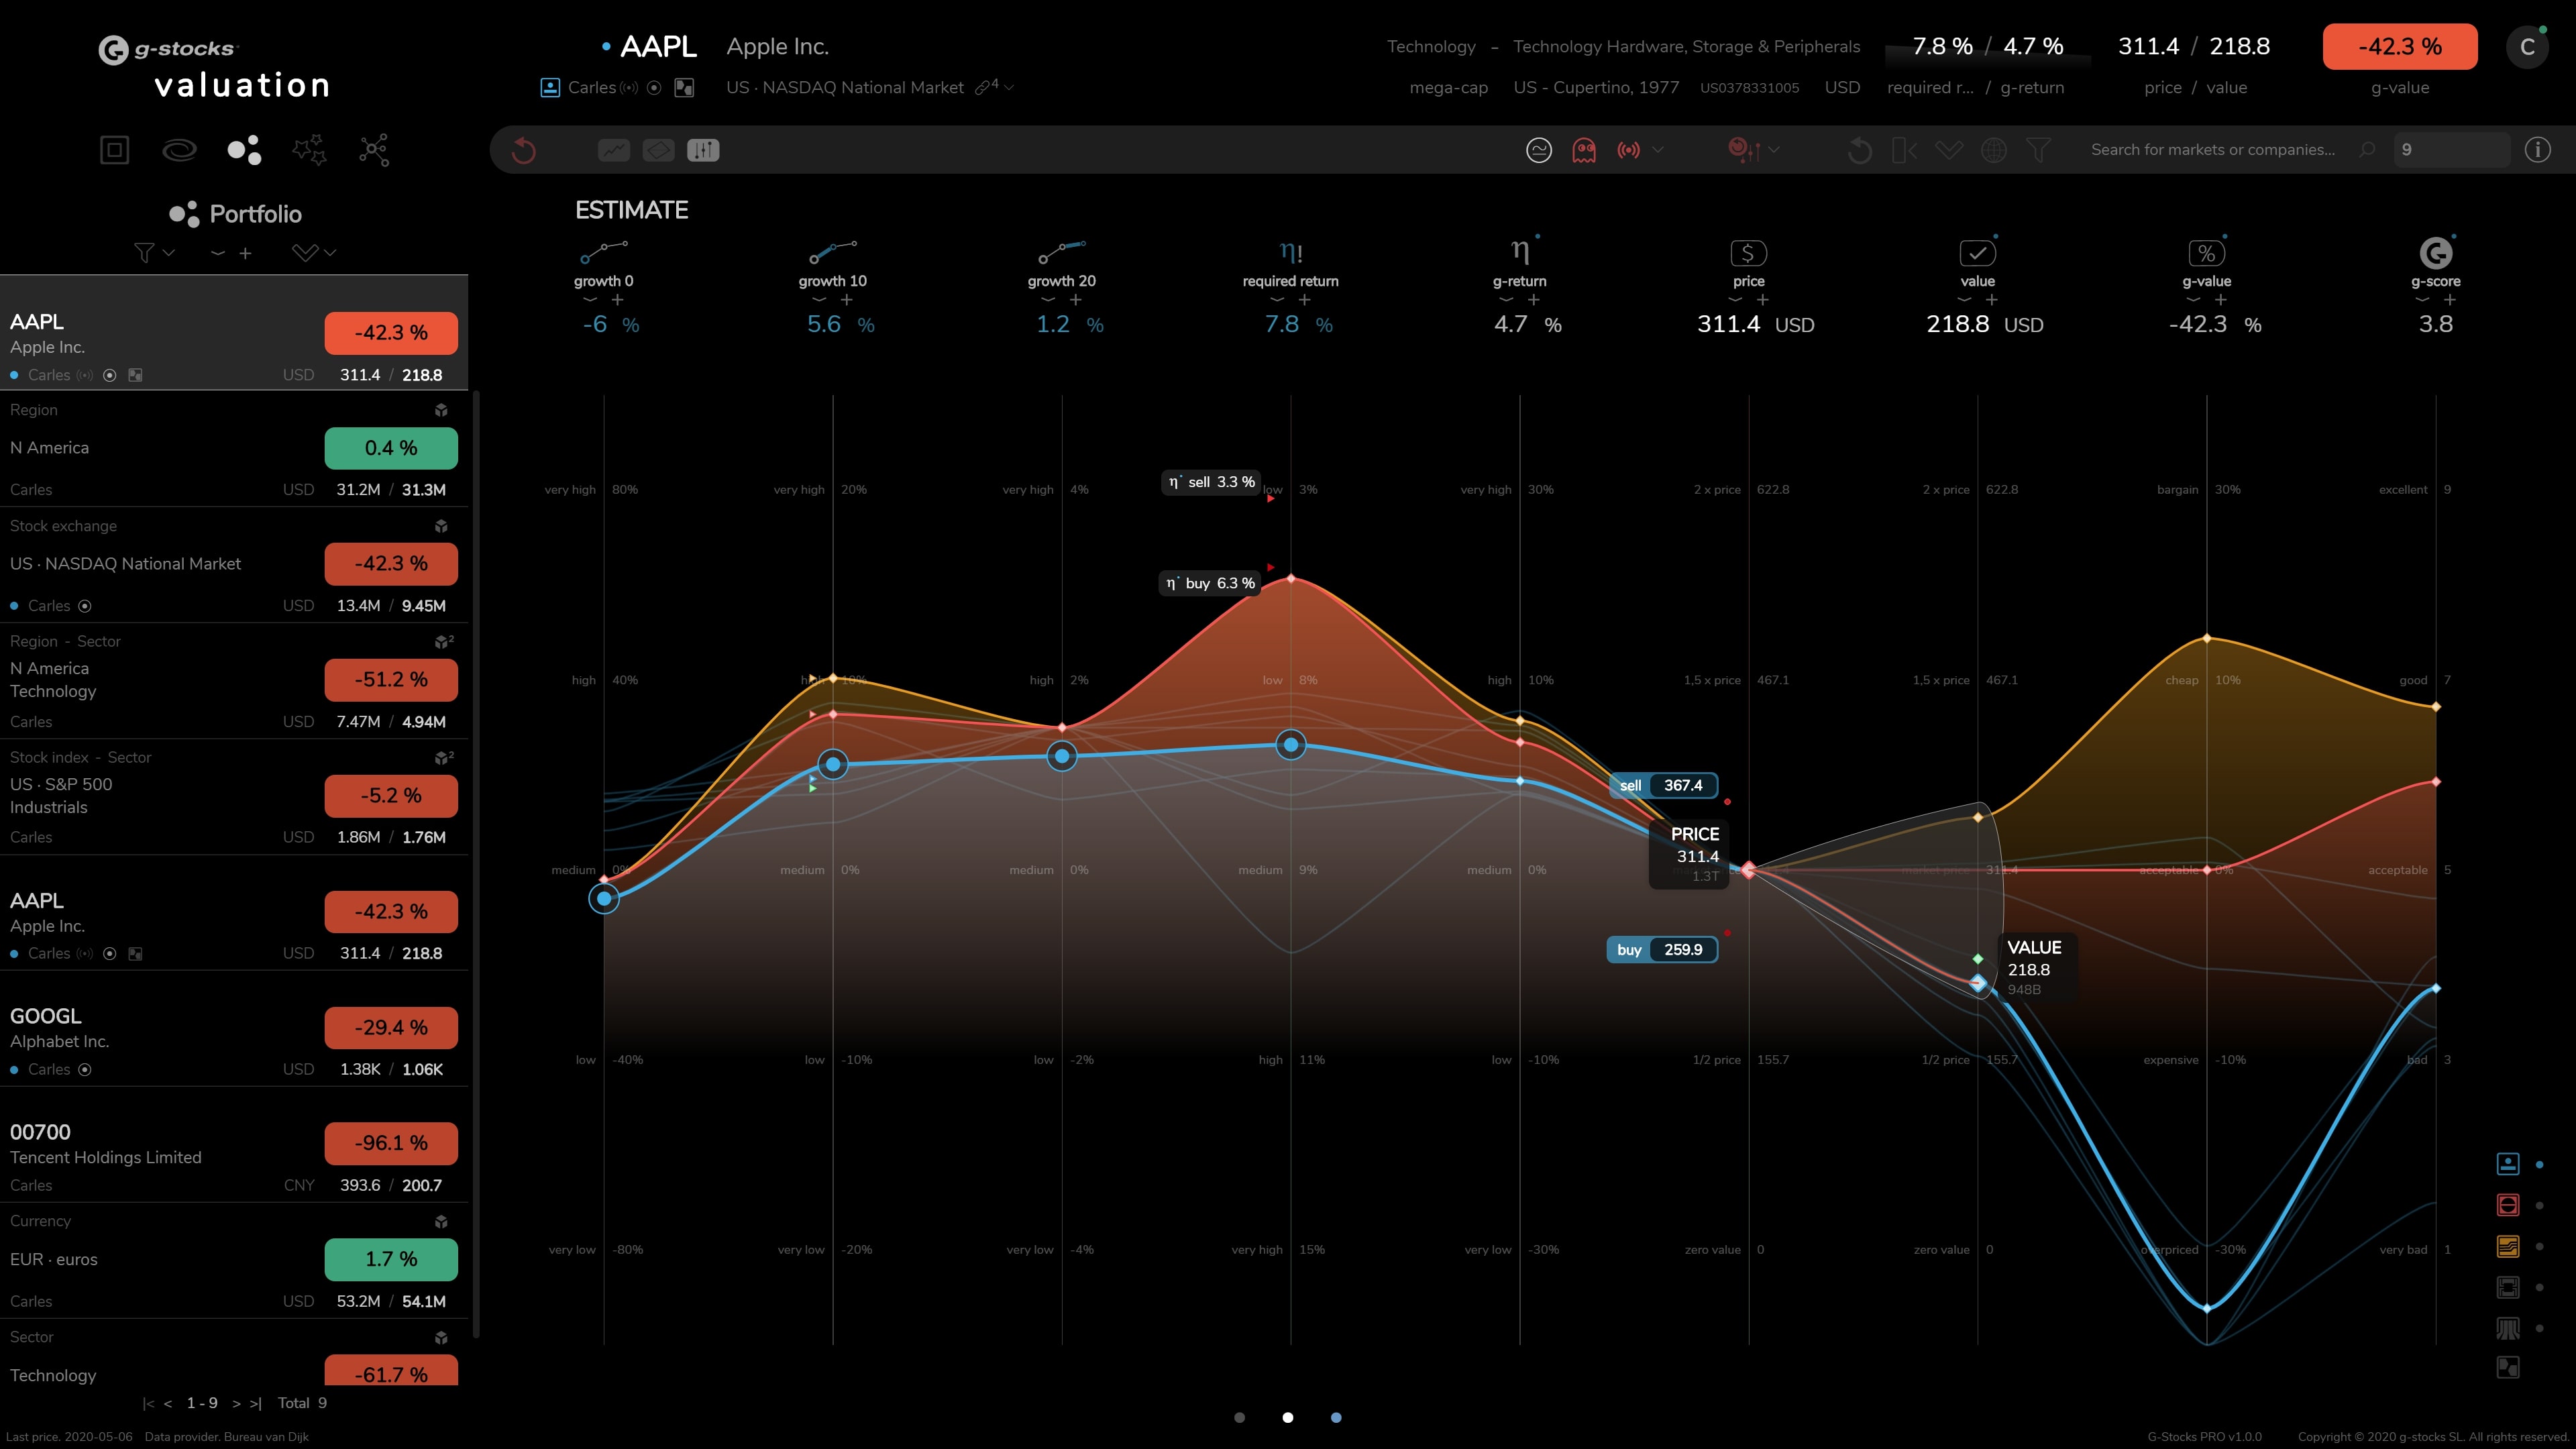 g-stocks
valuation
AAPL Apple Inc.
Carles US · NASDAQ National Market 4
Technology - Technology Hardware, Storage & Peripherals
mega-cap US - Cupertino, 1977 US0378331005 USD
7.8 % / 4.7 %
required r... / g-return
311.4 / 218.8
price / value
-42.3 %
g-value
C
Search for markets or companies... 9
Portfolio
AAPL
Apple Inc.
-42.3 %
Carles USD 311.4 / 218.8
Region
N America
0.4 %
Carles USD 31.2M / 31.3M
Stock exchange
US · NASDAQ National Market
-42.3 %
Carles USD 13.4M / 9.45M
Region - Sector 2
N America
Technology
-51.2 %
Carles USD 7.47M / 4.94M
Stock index - Sector 2
US · S&P 500
Industrials
-5.2 %
Carles USD 1.86M / 1.76M
AAPL
Apple Inc.
-42.3 %
Carles USD 311.4 / 218.8
GOOGL
Alphabet Inc.
-29.4 %
Carles USD 1.38K / 1.06K
00700
Tencent Holdings Limited
-96.1 %
Carles CNY 393.6 / 200.7
Currency
EUR · euros
1.7 %
Carles USD 53.2M / 54.1M
Sector
Technology
-61.7 %
|< < 1 - 9 > >| Total 9
Last price. 2020-05-06 Data provider. Bureau van Dijk
ESTIMATE
η! η $ %
growth 0 growth 10 growth 20 required return g-return price value g-value g-score
-6 % 5.6 % 1.2 % 7.8 % 4.7 % 311.4 USD 218.8 USD -42.3 % 3.8
η sell 3.3 %
very high 80% very high 20% very high 4% low 3% very high 30% 2 x price 622.8 2 x price 622.8 bargain 30% excellent 9
η buy 6.3 %
high 40% high 10% high 2% low 8% high 10% 1,5 x price 467.1 1,5 x price 467.1 cheap 10% good 7
sell 367.4
PRICE
311.4
1.3T
medium 0% medium 0% medium 0% medium 9% medium 0% market price 311.4 acceptable 0% acceptable 5
buy 259.9
VALUE
218.8
948B
low -40% low -10% low -2% high 11% low -10% 1/2 price 155.7 1/2 price 155.7 expensive -10% bad 3
very low -80% very low -20% very low -4% very high 15% very low -30% zero value 0 zero value 0 overpriced -30% very bad 1
G-Stocks PRO v1.0.0 Copyright © 2020 g-stocks SL. All rights reserved.